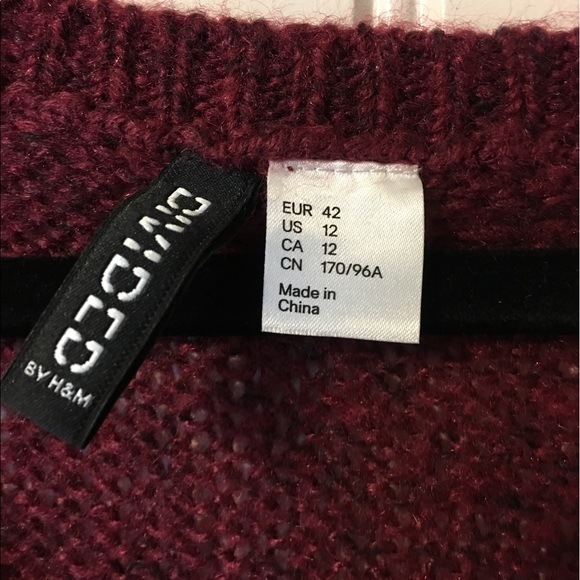 DIVIDED
BY H&M
EUR 42
US 12
CA 12
CN 170/96A
Made in
China